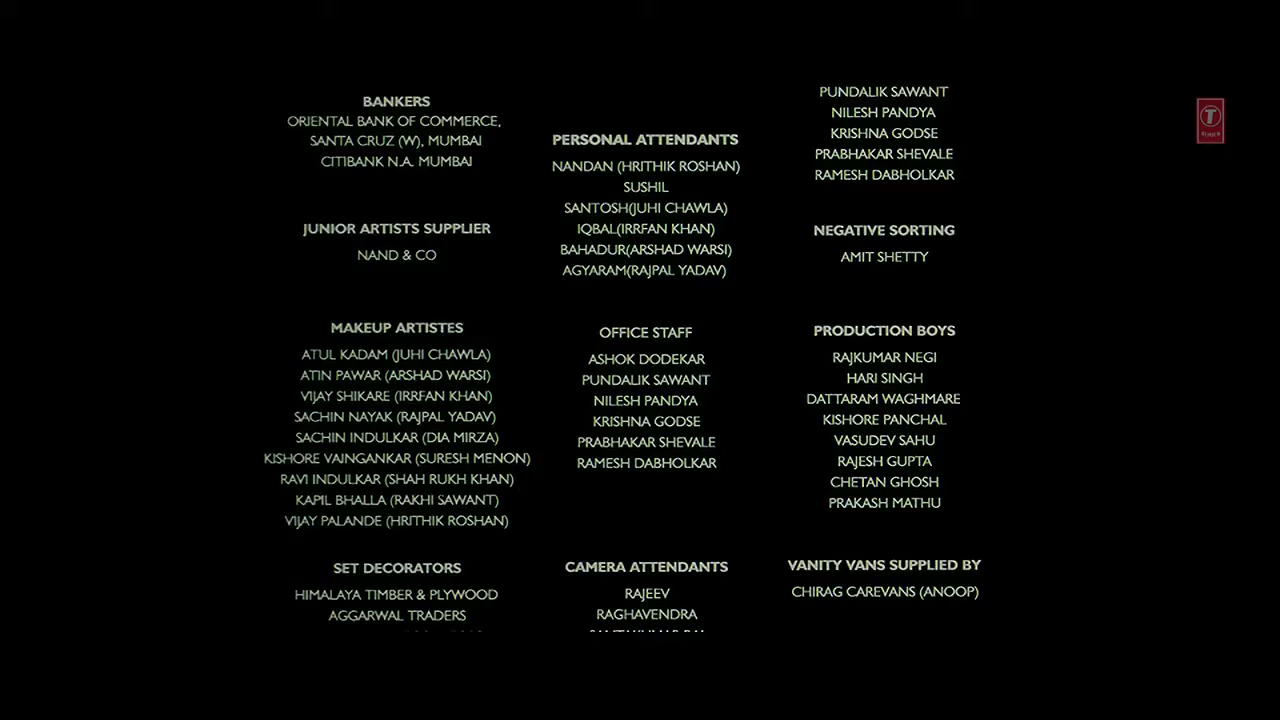 BANKERS
ORIENTAL BANK OF COMMERCE,
SANTA CRUZ (W), MUMBAI
CITIBANK N.A. MUMBAI
JUNIOR ARTISTS SUPPLIER
NAND & CO
MAKEUP ARTISTES
ATUL KADAM (JUHI CHAWLA)
ATIN PAWAR (ARSHAD WARSI)
VIJAY SHIKARE (IRRFAN KHAN)
SACHIN NAYAK (RAJPAL YADAV)
SACHIN INDULKAR (DIA MIRZA)
KISHORE VAINGANKAR (SURESH MENON)
RAVI INDULKAR (SHAH RUKH KHAN)
KAPIL BHALLA (RAKHI SAWANT)
VIJAY PALANDE (HRITHIK ROSHAN)
SET DECORATORS
HIMALAYA TIMBER & PLYWOOD
AGGARWAL TRADERS
PERSONAL ATTENDANTS
NANDAN (HRITHIK ROSHAN)
SUSHIL
SANTOSH(JUHI CHAWLA)
IQBAL(IRRFAN KHAN)
BAHADUR(ARSHAD WARSI)
AGYARAM(RAJPAL YADAV)
OFFICE STAFF
ASHOK DODEKAR
PUNDALIK SAWANT
NILESH PANDYA
KRISHNA GODSE
PRABHAKAR SHEVALE
RAMESH DABHOLKAR
CAMERA ATTENDANTS
RAJEEV
RAGHAVENDRA
PUNDALIK SAWANT
NILESH PANDYA
KRISHNA GODSE
PRABHAKAR SHEVALE
RAMESH DABHOLKAR
NEGATIVE SORTING
AMIT SHETTY
PRODUCTION BOYS
RAJKUMAR NEGI
HARI SINGH
DATTARAM WAGHMARE
KISHORE PANCHAL
VASUDEV SAHU
RAJESH GUPTA
CHETAN GHOSH
PRAKASH MATHU
VANITY VANS SUPPLIED BY
CHIRAG CAREVANS (ANOOP)
T